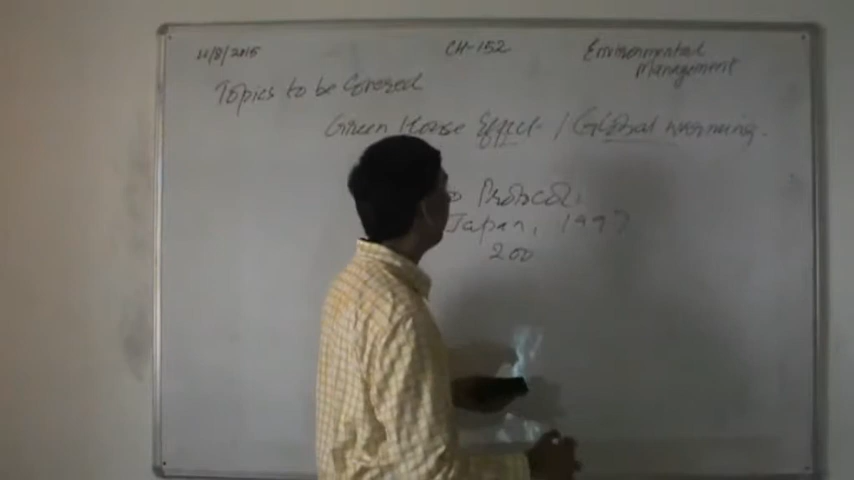 11/8/2015
CH-152
Environmental Management
Topics to be Covered
Green House Effect / Global warming.
o Protocol,
Japan, 1997
200